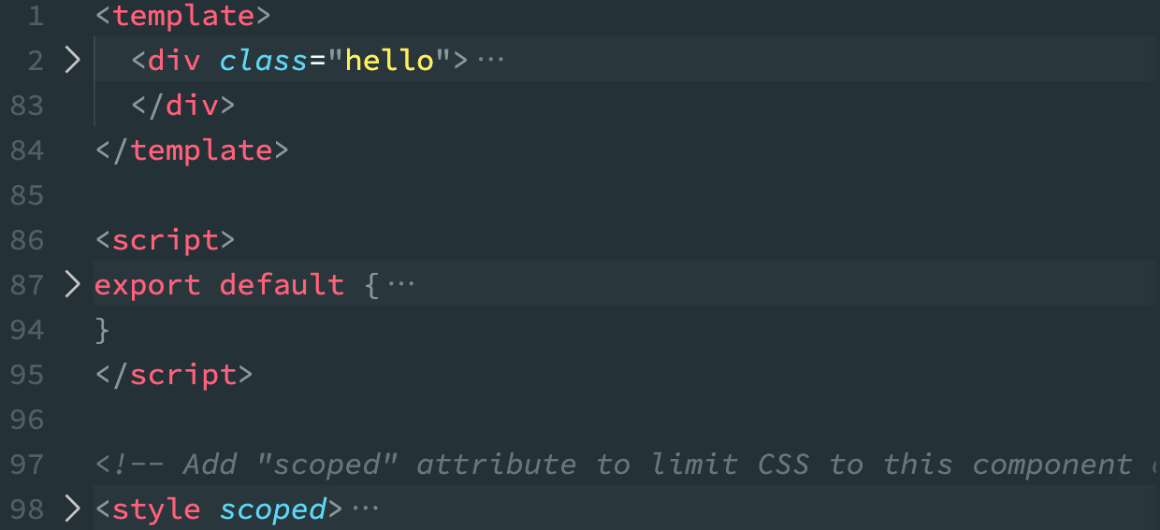 1 <template>
2 > <div class="hello">···
83 </div>
84 </template>
85
86 <script>
87 > export default {···
94 }
95 </script>
96
97 <!-- Add "scoped" attribute to limit CSS to this component
98 > <style scoped>···